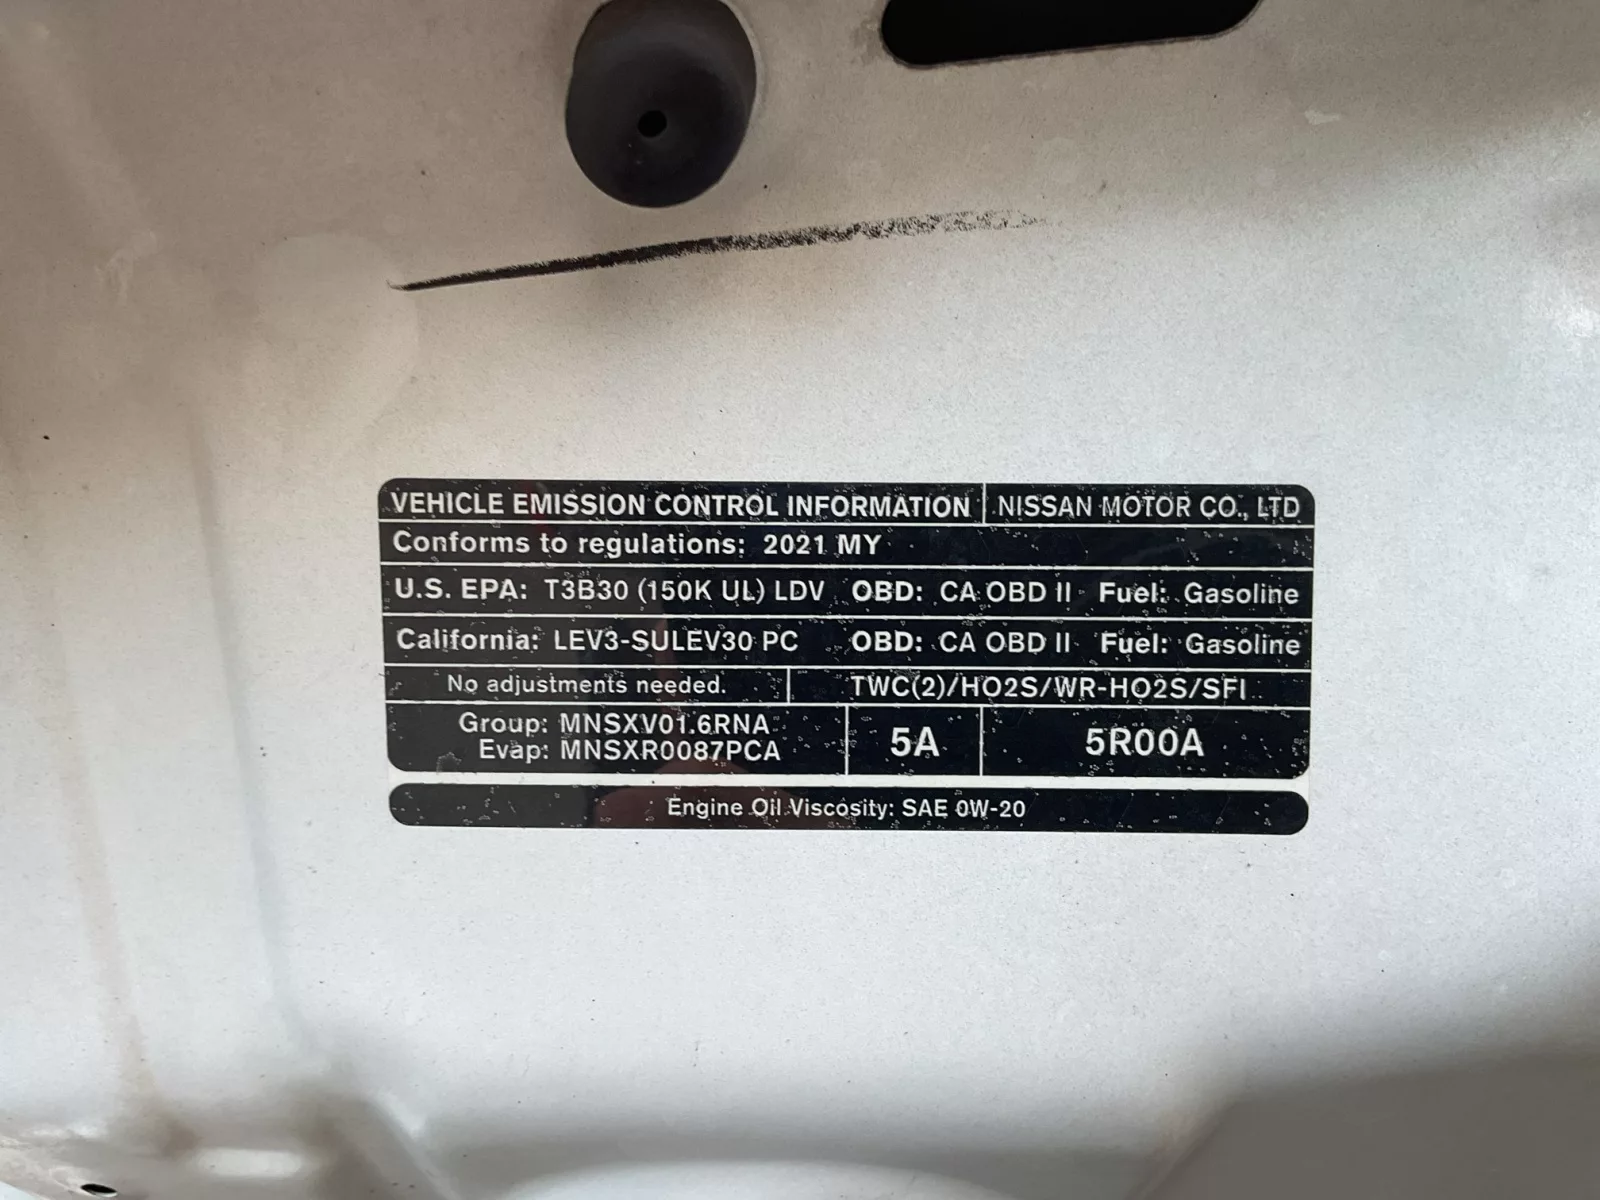 VEHICLE EMISSION CONTROL INFORMATION NISSAN MOTOR CO., LTD
Conforms to regulations: 2021 MY
U.S. EPA: T3B30 (150K UL) LDV OBD: CA OBD II Fuel: Gasoline
California: LEV3-SULEV30 PC OBD: CA OBD II Fuel: Gasoline
No adjustments needed. TWC(2)/HO2S/WR-HO2S/SFI
Group: MNSXV01.6RNA
Evap: MNSXR0087PCA
5A 5R00A
Engine Oil Viscosity: SAE 0W-20